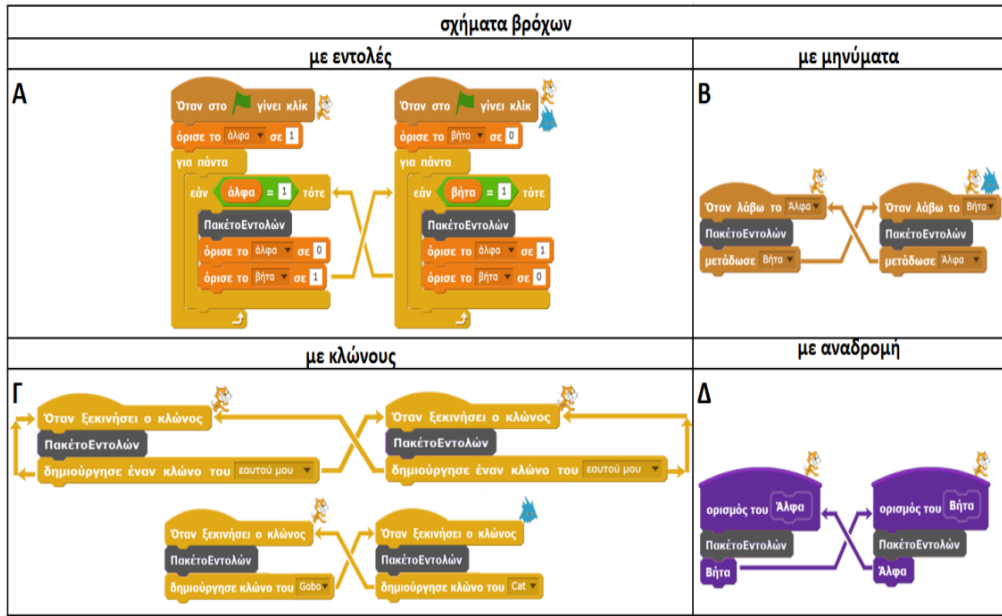 σχήματα βρόχων
με εντολές
με μηνύματα
Α
Όταν στο γίνει κλίκ
όρισε το άλφα σε 1
για πάντα
εάν άλφα = 1 τότε
ΠακέτοΕντολών
όρισε το άλφα σε 0
όρισε το βήτα σε 1
Όταν στο γίνει κλίκ
όρισε το βήτα σε 0
για πάντα
εάν βήτα = 1 τότε
ΠακέτοΕντολών
όρισε το άλφα σε 1
όρισε το βήτα σε 0
Β
Όταν λάβω το Άλφα
ΠακέτοΕντολών
μετάδωσε Βήτα
Όταν λάβω το Βήτα
ΠακέτοΕντολών
μετάδωσε Άλφα
με κλώνους
με αναδρομή
Γ
Όταν ξεκινήσει ο κλώνος
ΠακέτοΕντολών
δημιούργησε έναν κλώνο του εαυτού μου
Όταν ξεκινήσει ο κλώνος
ΠακέτοΕντολών
δημιούργησε έναν κλώνο του εαυτού μου
Όταν ξεκινήσει ο κλώνος
ΠακέτοΕντολών
δημιούργησε κλώνο του Gobo
Όταν ξεκινήσει ο κλώνος
ΠακέτοΕντολών
δημιούργησε κλώνο του Cat
Δ
ορισμός του Άλφα
ΠακέτοΕντολών
Βήτα
ορισμός του Βήτα
ΠακέτοΕντολών
Άλφα